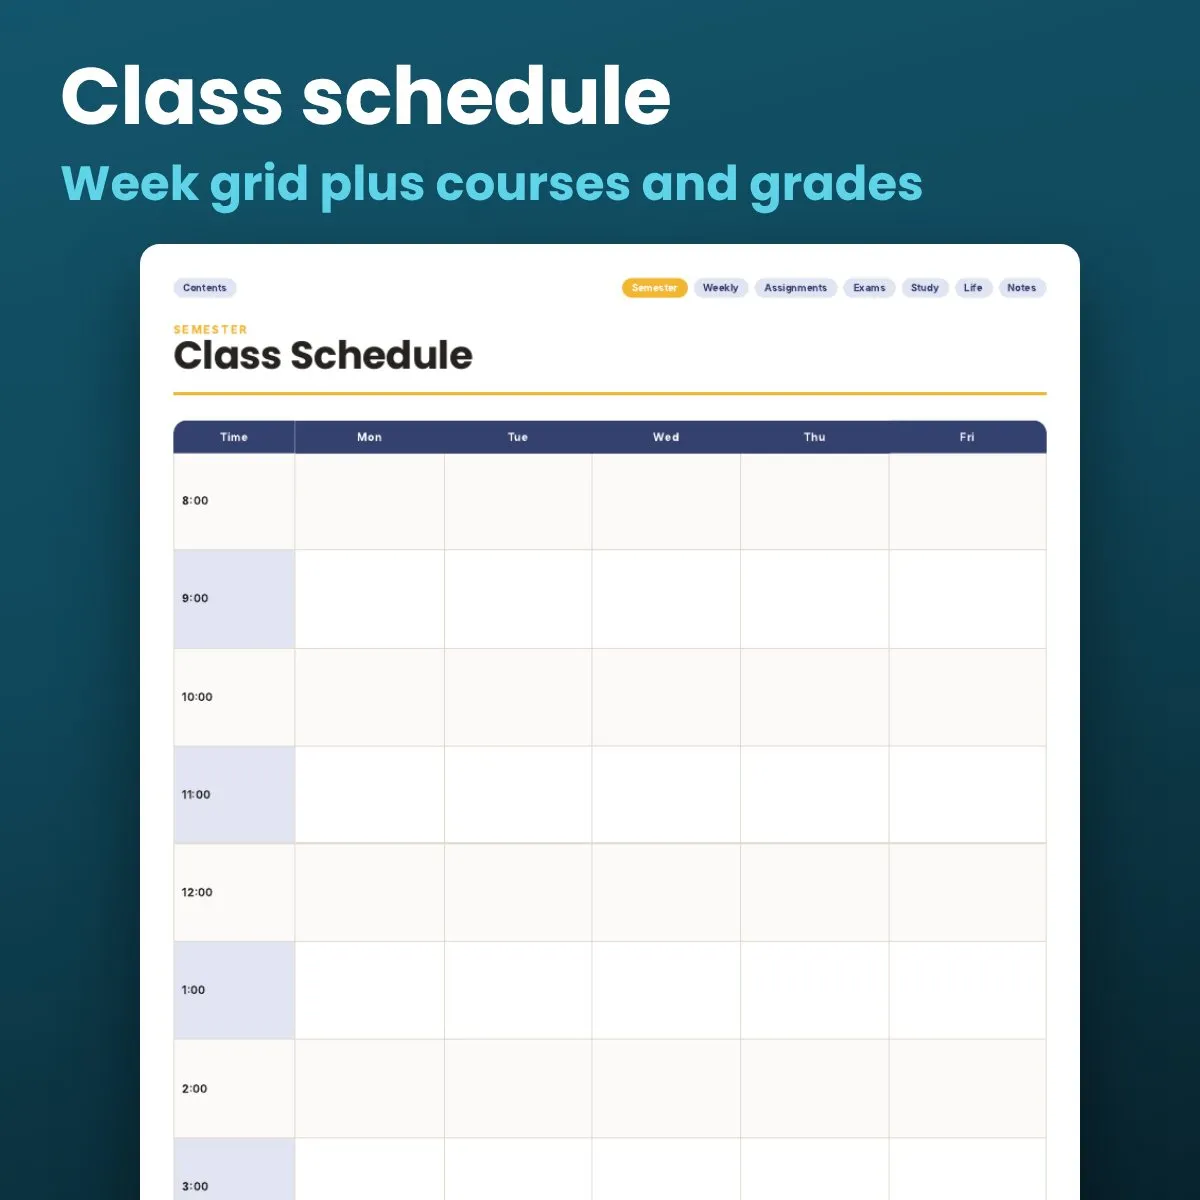 Class schedule
Week grid plus courses and grades
Contents Semester Weekly Assignments Exams Study Life Notes
SEMESTER
Class Schedule
Time Mon Tue Wed Thu Fri
8:00
9:00
10:00
11:00
12:00
1:00
2:00
3:00